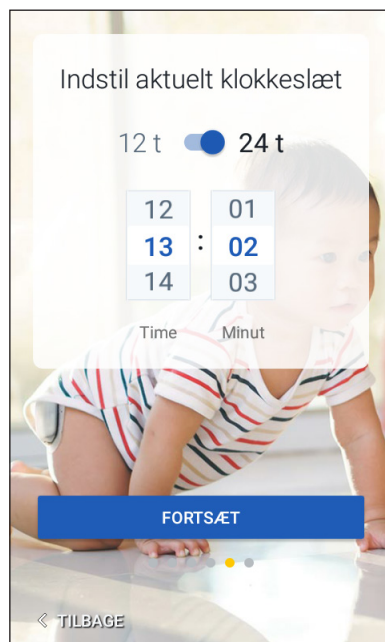 Indstil aktuelt klokkeslæt
12 t 24 t
12 01
13 : 02
14 03
Time Minut
FORTSÆT
TILBAGE